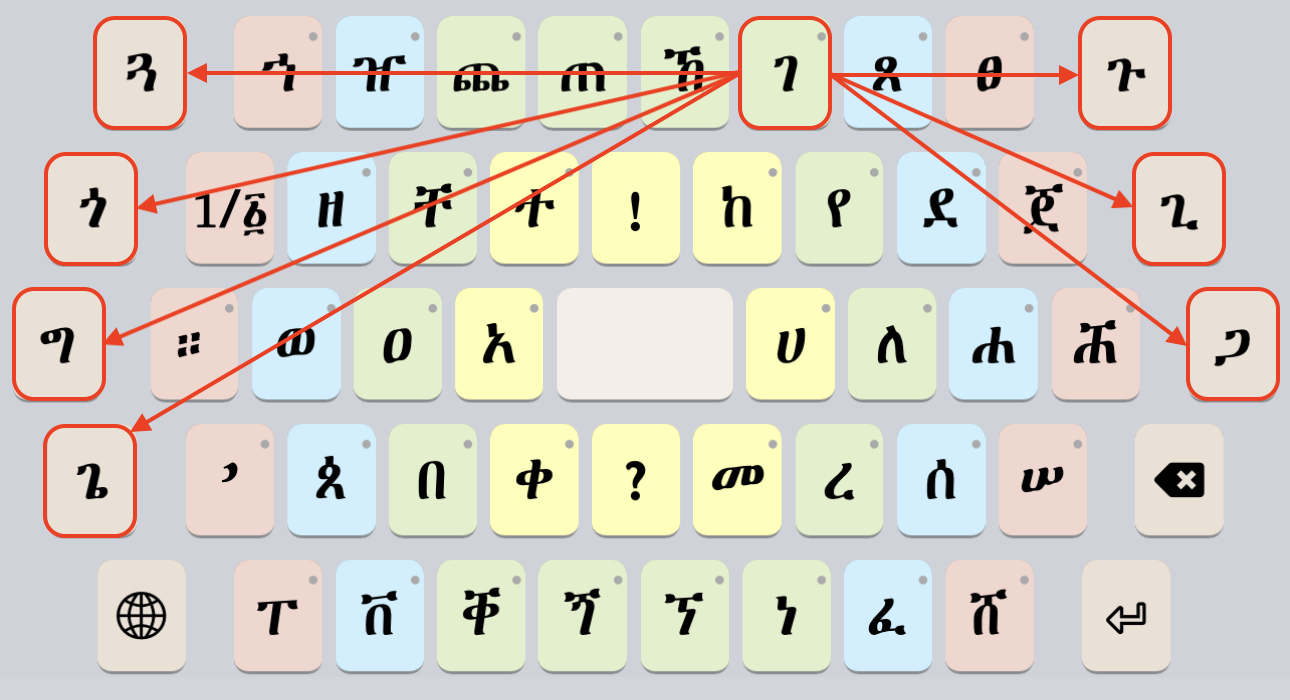 ጓ ኀ ዠ ጨ ጠ ኸ ገ ጸ ፀ ጉ
ጎ 1/፩ ዘ ቸ ተ ! ከ የ ደ ጀ ጊ
ግ ። ወ ዐ አ ሀ ለ ሐ ጋ
ጌ ’ ጰ በ ቀ ? መ ረ ሰ ሠ
ፐ ቨ ቐ ጘ ኘ ነ ፈ ሸ